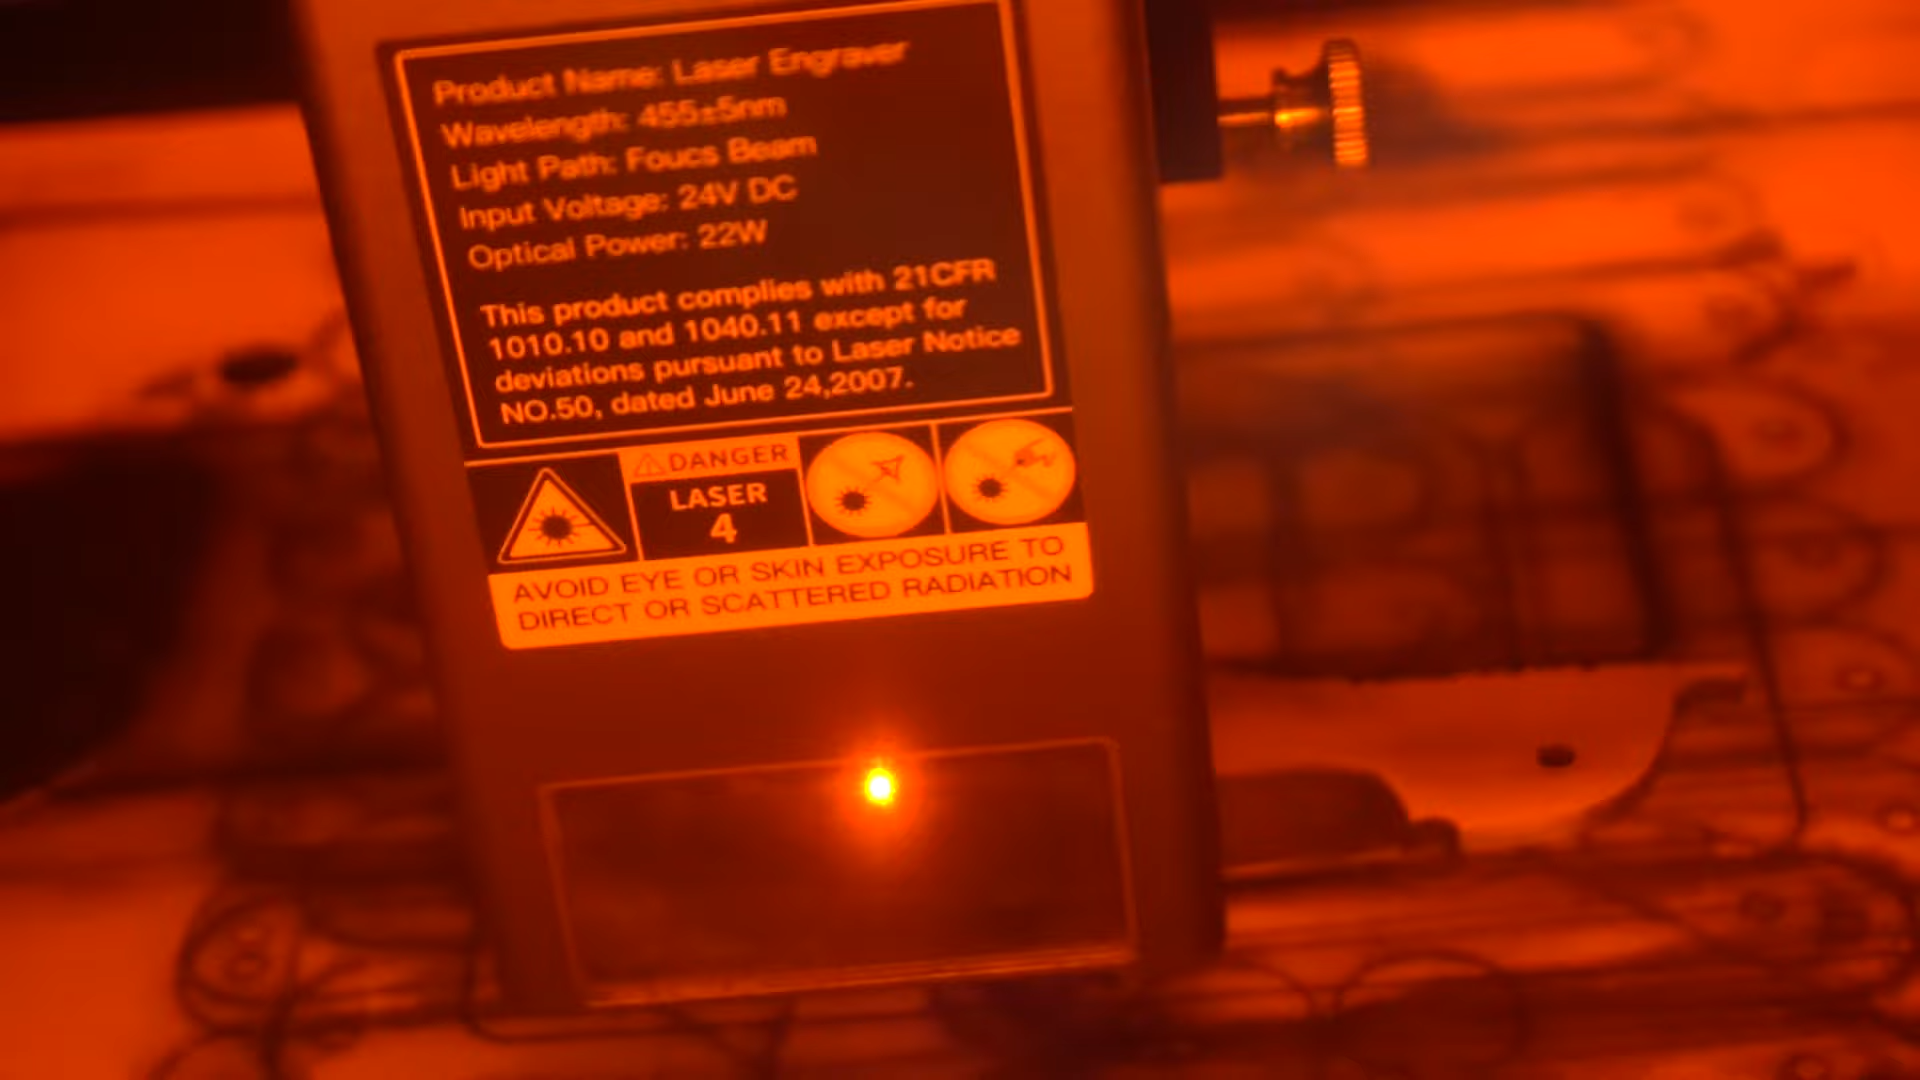 Product Name: Laser Engraver
Wavelength: 455±5nm
Light Path: Foucs Beam
Input Voltage: 24V DC
Optical Power: 22W
This product complies with 21CFR
1010.10 and 1040.11 except for
deviations pursuant to Laser Notice
NO.50, dated June 24,2007.
DANGER
LASER
4
AVOID EYE OR SKIN EXPOSURE TO
DIRECT OR SCATTERED RADIATION